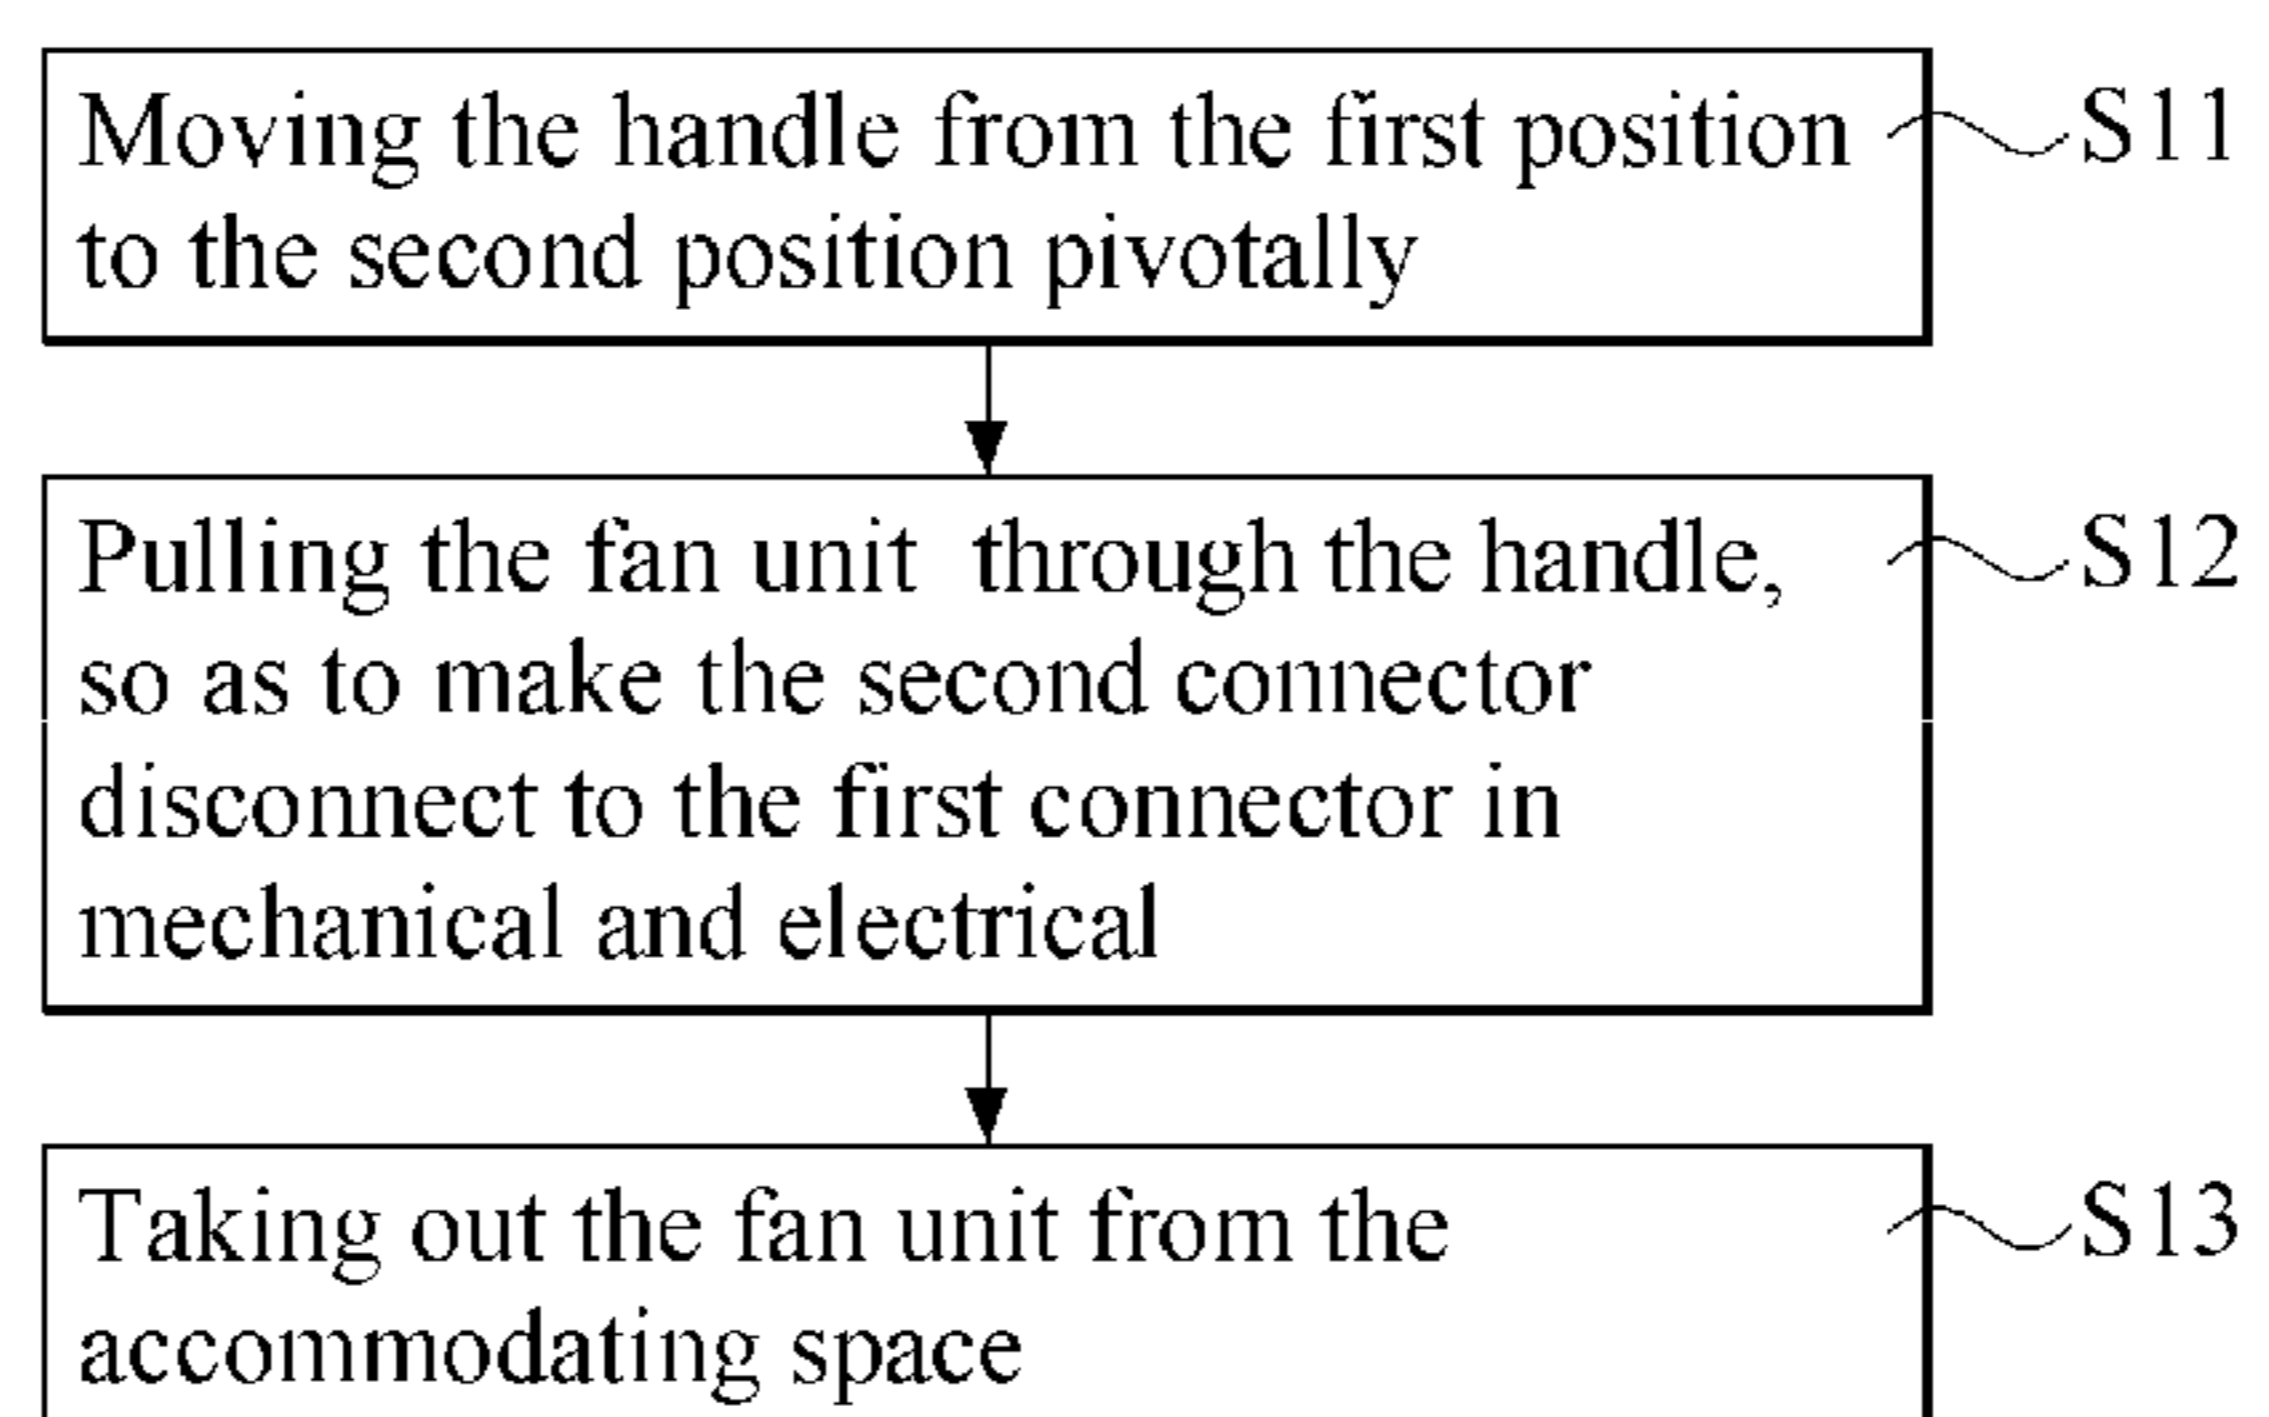 Moving the handle from the first position
to the second position pivotally
S11
Pulling the fan unit through the handle,
so as to make the second connector
disconnect to the first connector in
mechanical and electrical
S12
Taking out the fan unit from the
accommodating space
S13